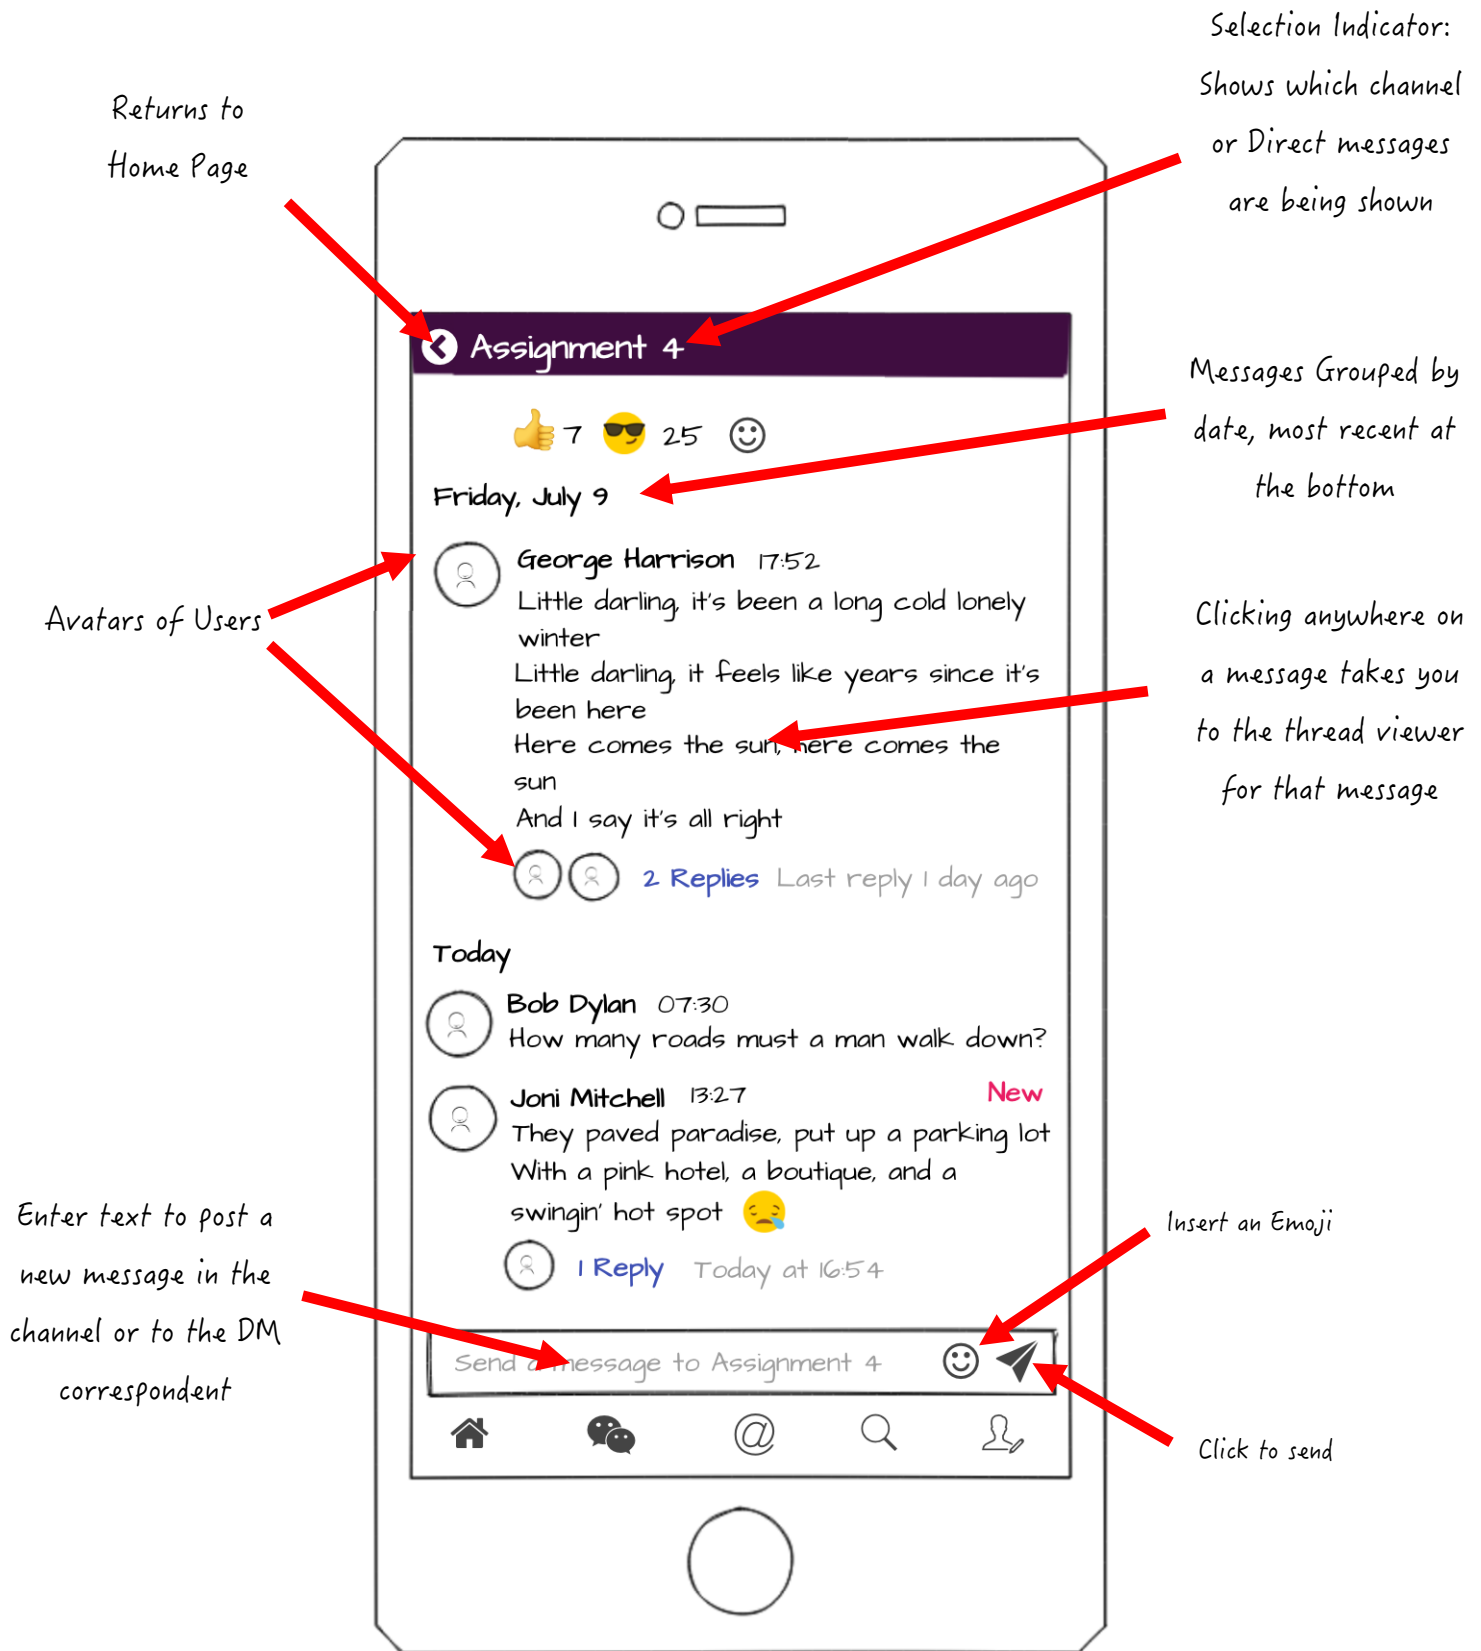 Selection Indicator:
Shows which channel
or Direct messages
are being shown
Returns to
Home Page
Assignment 4
7 25
Messages Grouped by
date, most recent at
the bottom
Friday, July 9
George Harrison 17:52
Little darling, it's been a long cold lonely
winter
Little darling, it feels like years since it's
been here
Here comes the sun, here comes the
sun
And I say it's all right
2 Replies Last reply 1 day ago
Avatars of Users
Clicking anywhere on
a message takes you
to the thread viewer
for that message
Today
Bob Dylan 07:30
How many roads must a man walk down?
Joni Mitchell 13:27 New
They paved paradise, put up a parking lot
With a pink hotel, a boutique, and a
swingin' hot spot
1 Reply Today at 16:54
Enter text to post a
new message in the
channel or to the DM
correspondent
Insert an Emoji
Send a message to Assignment 4
@
Click to send